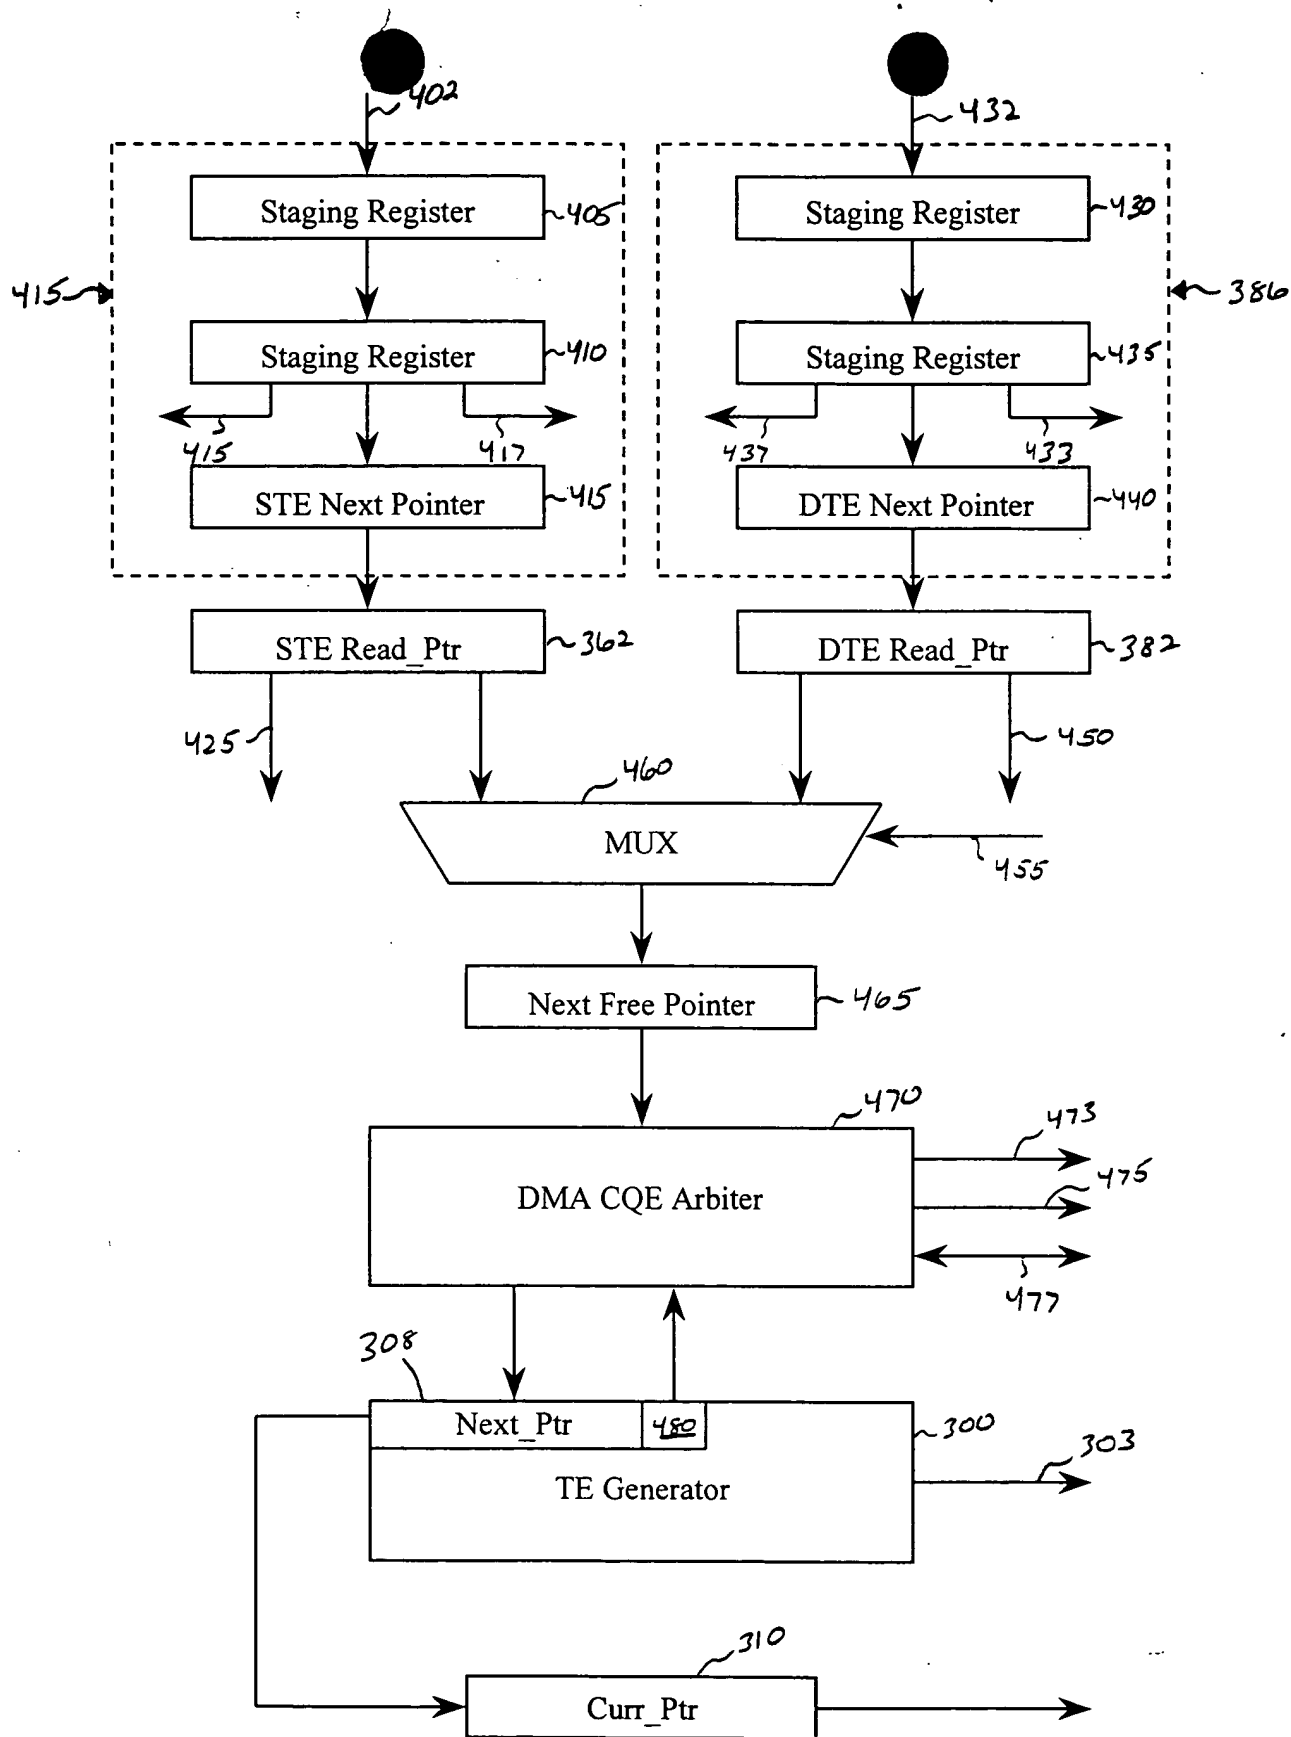 402
432
Staging Register
405
Staging Register
430
415
386
Staging Register
410
Staging Register
435
415
417
437
433
STE Next Pointer
415
DTE Next Pointer
440
STE Read_Ptr
362
DTE Read_Ptr
382
425
450
460
MUX
455
Next Free Pointer
465
470
473
DMA CQE Arbiter
475
477
308
Next_Ptr
480
300
303
TE Generator
310
Curr_Ptr